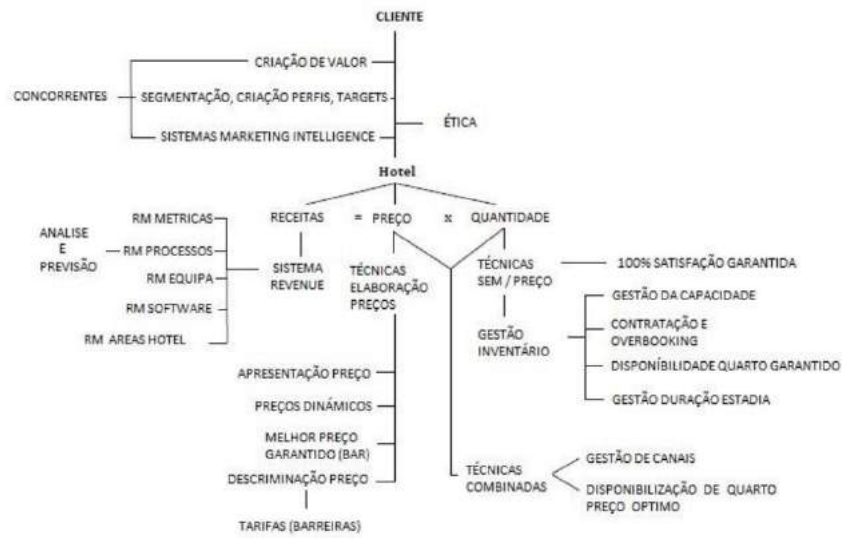 CLIENTE
CRIAÇÃO DE VALOR
CONCORRENTES
SEGMENTAÇÃO, CRIAÇÃO PERFIS, TARGETS
ÉTICA
SISTEMAS MARKETING INTELLIGENCE
Hotel
RECEITAS = PREÇO x QUANTIDADE
RM METRICAS
ANALISE
E
PREVISÃO
RM PROCESSOS
RM EQUIPA
RM SOFTWARE
RM AREAS HOTEL
SISTEMA
REVENUE
TÉCNICAS
ELABORAÇÃO
PREÇOS
TÉCNICAS
SEM / PREÇO
100% SATISFAÇÃO GARANTIDA
GESTÃO
INVENTÁRIO
GESTÃO DA CAPACIDADE
CONTRATAÇÃO E
OVERBOOKING
DISPONÍBILIDADE QUARTO GARANTIDO
GESTÃO DURAÇÃO ESTADIA
APRESENTAÇÃO PREÇO
PREÇOS DINÁMICOS
MELHOR PREÇO
GARANTIDO (BAR)
DESCRIMINAÇÃO PREÇO
TARIFAS (BARREIRAS)
TÉCNICAS
COMBINADAS
GESTÃO DE CANAIS
DISPONIBILIZAÇÃO DE QUARTO
PREÇO OPTIMO